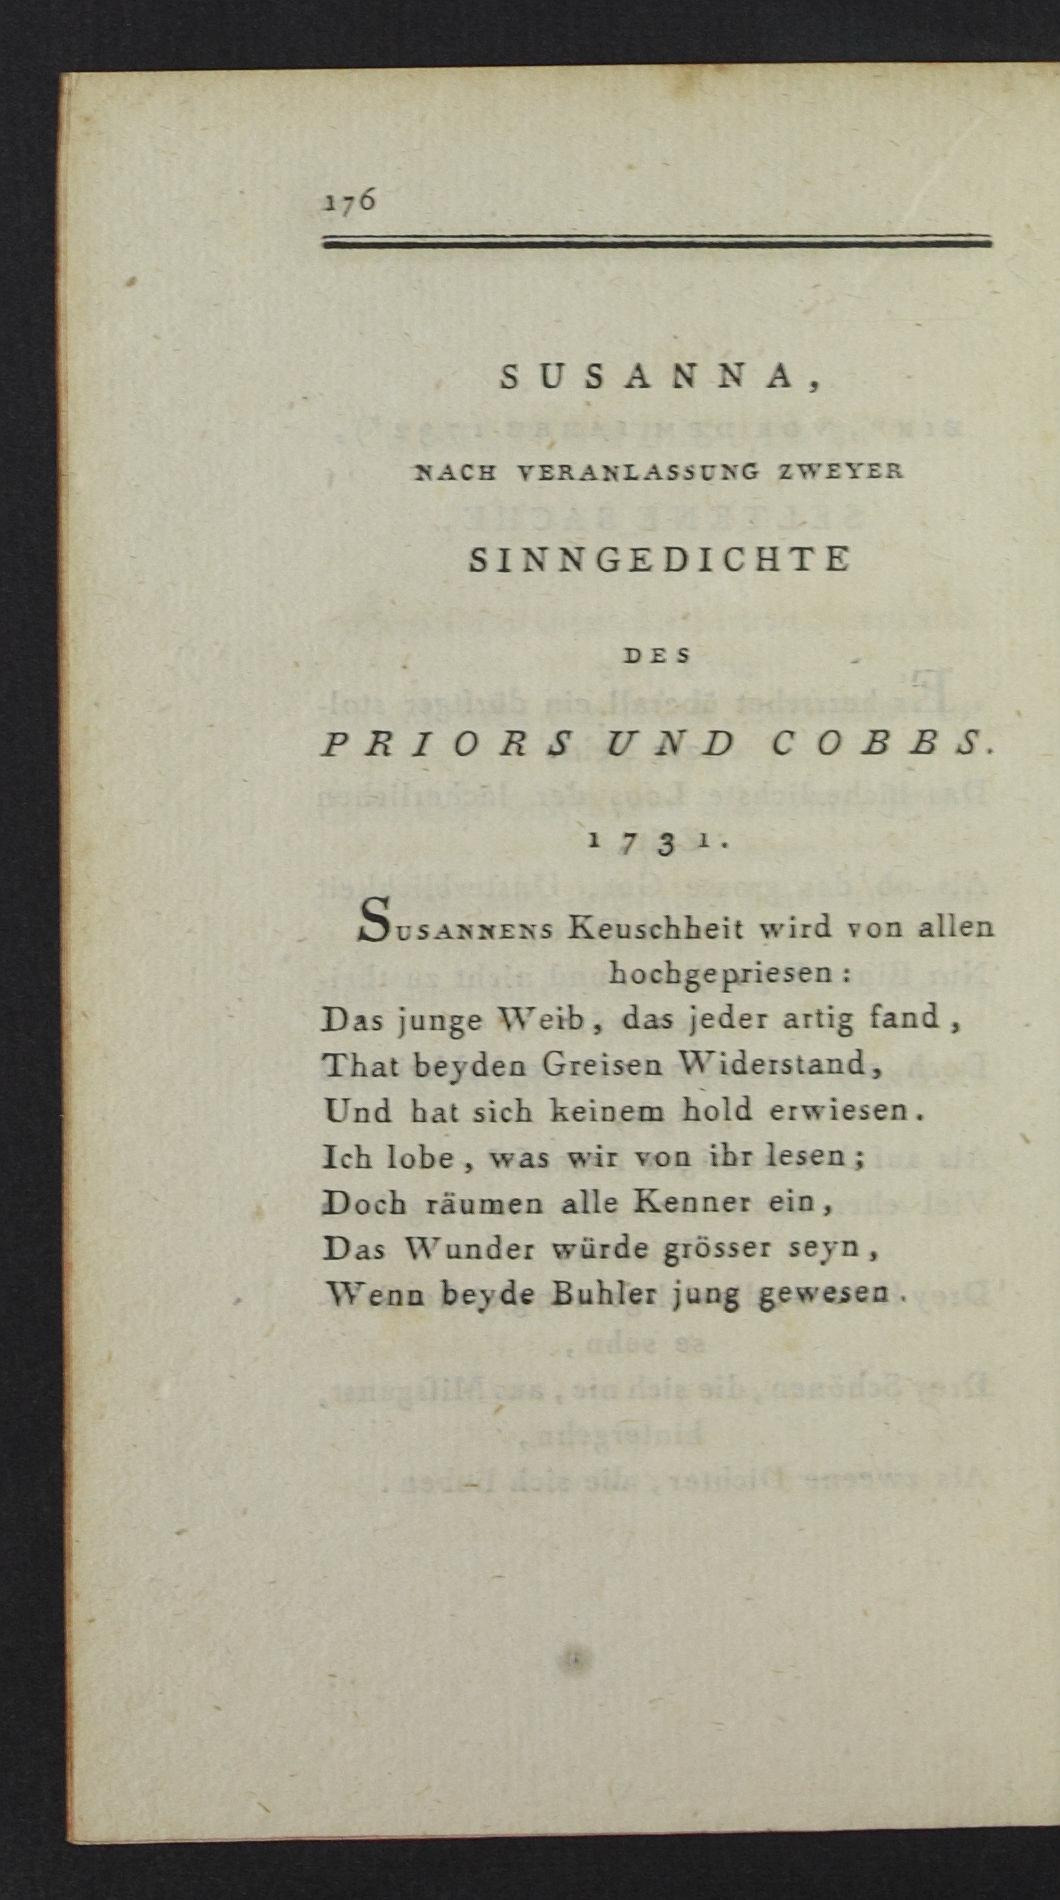 176
SUSANNA,
NACH VERANLASSUNG ZWEYER
SINNGEDICHTE
DES
PRIORS UND COBBS.
1731.
SUSANNENS Keuschheit wird von allen
hochgepriesen:
Das junge Weib, das jeder artig fand,
That beyden Greisen Widerstand,
Und hat sich keinem hold erwiesen.
Ich lobe, was wir von ihr lesen;
Doch räumen alle Kenner ein,
Das Wunder würde grösser seyn,
Wenn beyde Buhler jung gewesen.